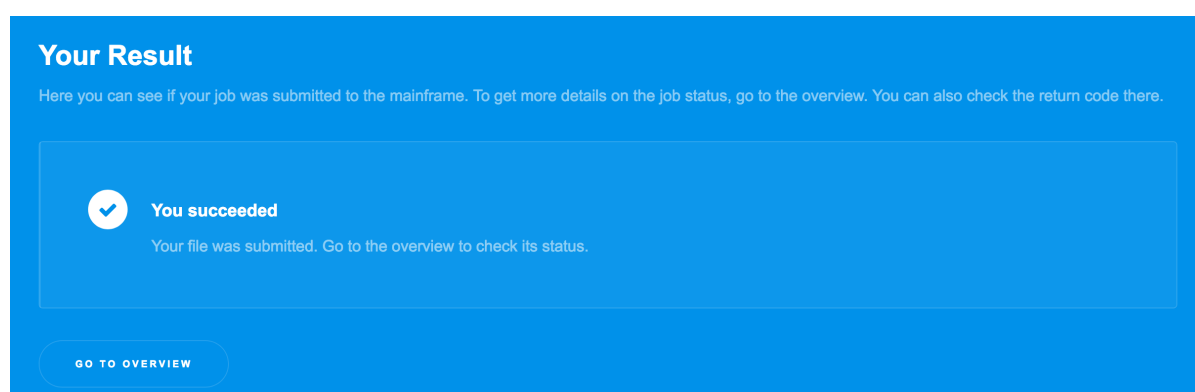 Your Result
Here you can see if your job was submitted to the mainframe. To get more details on the job status, go to the overview. You can also check the return code there.
You succeeded
Your file was submitted. Go to the overview to check its status.
GO TO OVERVIEW